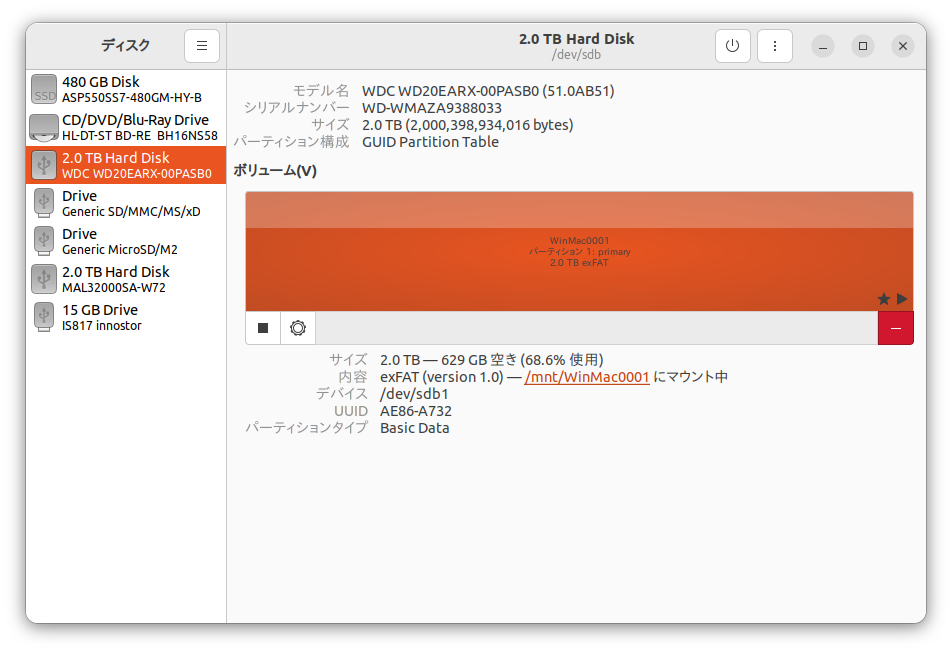 ディスク
480 GB Disk
SSD
ASP550SS7-480GM-HY-B
CD/DVD/Blu-Ray Drive
HL-DT-ST BD-RE BH16NS58
2.0 TB Hard Disk
WDC WD20EARX-00PASB0
Drive
Generic SD/MMC/MS/xD
Drive
Generic MicroSD/M2
2.0 TB Hard Disk
MAL32000SA-W72
15 GB Drive
IS817 innostor
2.0 TB Hard Disk
/dev/sdb
モデル名 WDC WD20EARX-00PASB0 (51.0AB51)
シリアルナンバー WD-WMAZA9388033
サイズ 2.0 TB (2,000,398,934,016 bytes)
パーティション構成 GUID Partition Table
ボリューム(V)
WinMac0001
パーティション 1: primary
2.0 TB exFAT
サイズ 2.0 TB — 629 GB 空き (68.6% 使用)
内容 exFAT (version 1.0) — /mnt/WinMac0001 にマウント中
デバイス /dev/sdb1
UUID AE86-A732
パーティションタイプ Basic Data